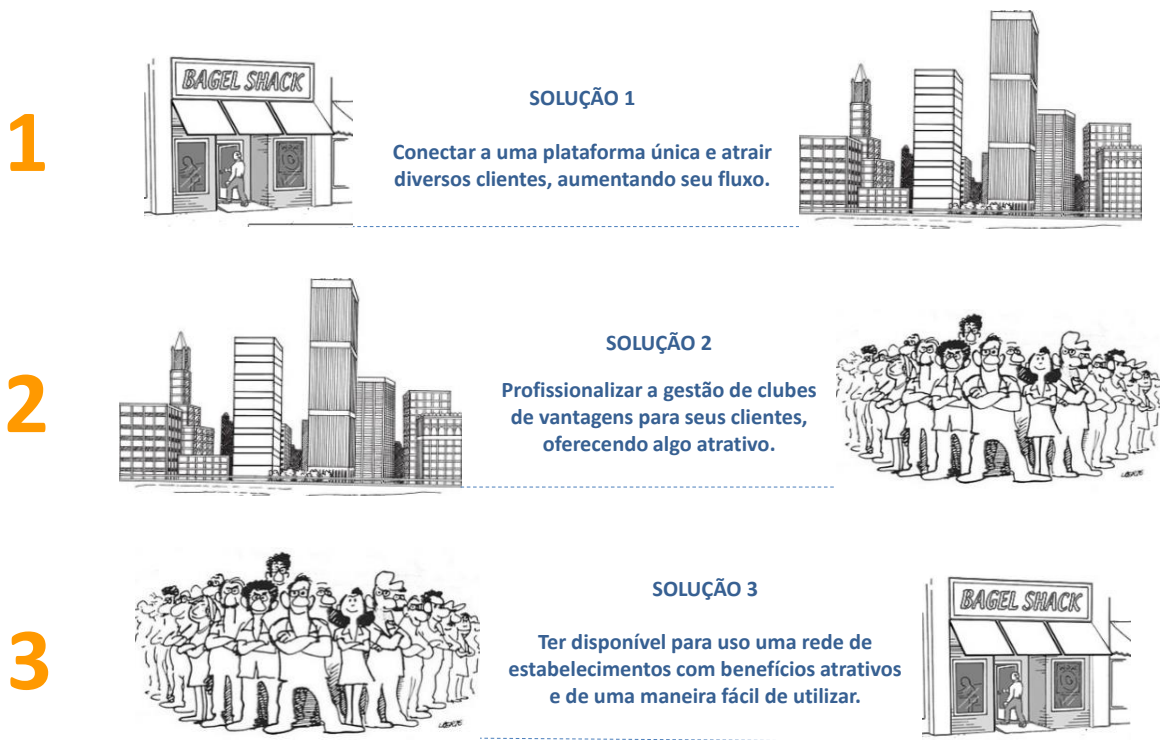 1
BAGEL SHACK
SOLUÇÃO 1
Conectar a uma plataforma única e atrair
diversos clientes, aumentando seu fluxo.
2
SOLUÇÃO 2
Profissionalizar a gestão de clubes
de vantagens para seus clientes,
oferecendo algo atrativo.
3
SOLUÇÃO 3
Ter disponível para uso uma rede de
estabelecimentos com benefícios atrativos
e de uma maneira fácil de utilizar.
BAGEL SHACK